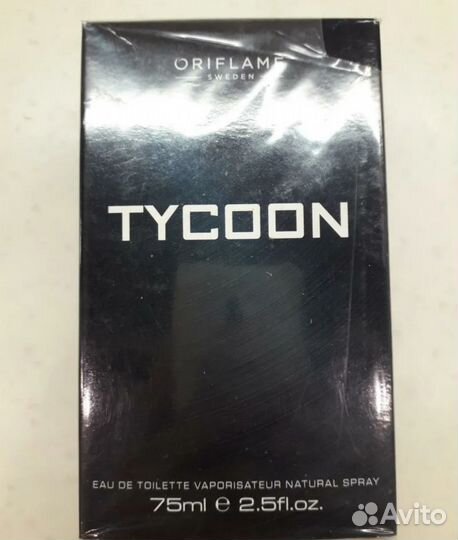 ORIFLAME
SWEDEN
TYCOON
EAU DE TOILETTE VAPORISATEUR NATURAL SPRAY
75ml e 2.5fl.oz.
Avito